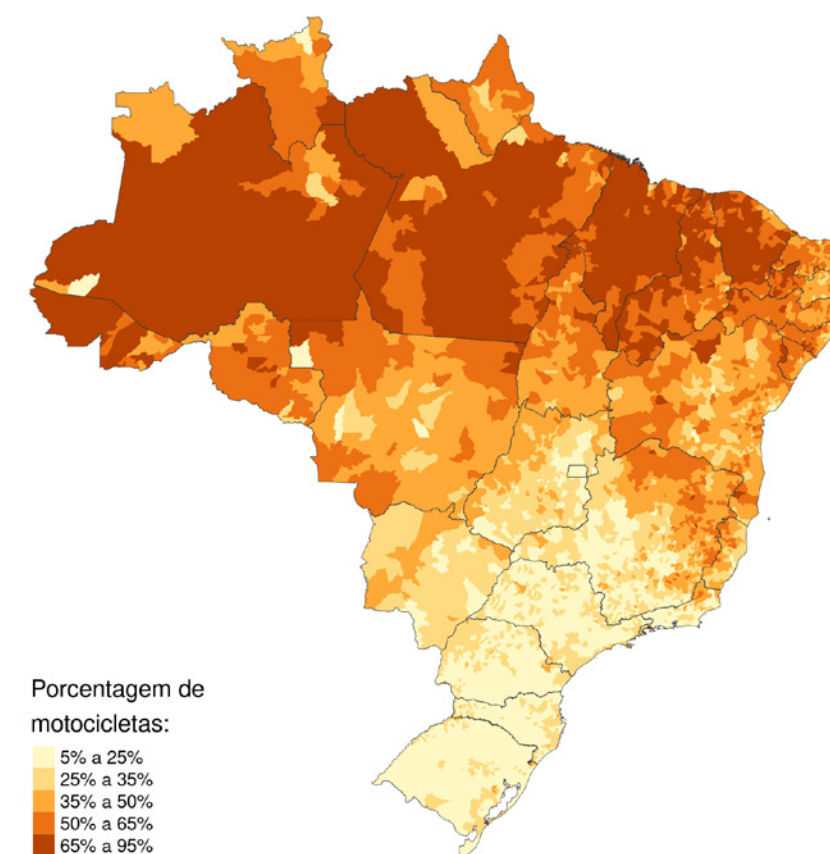 Porcentagem de
motocicletas:
5% a 25%
25% a 35%
35% a 50%
50% a 65%
65% a 95%